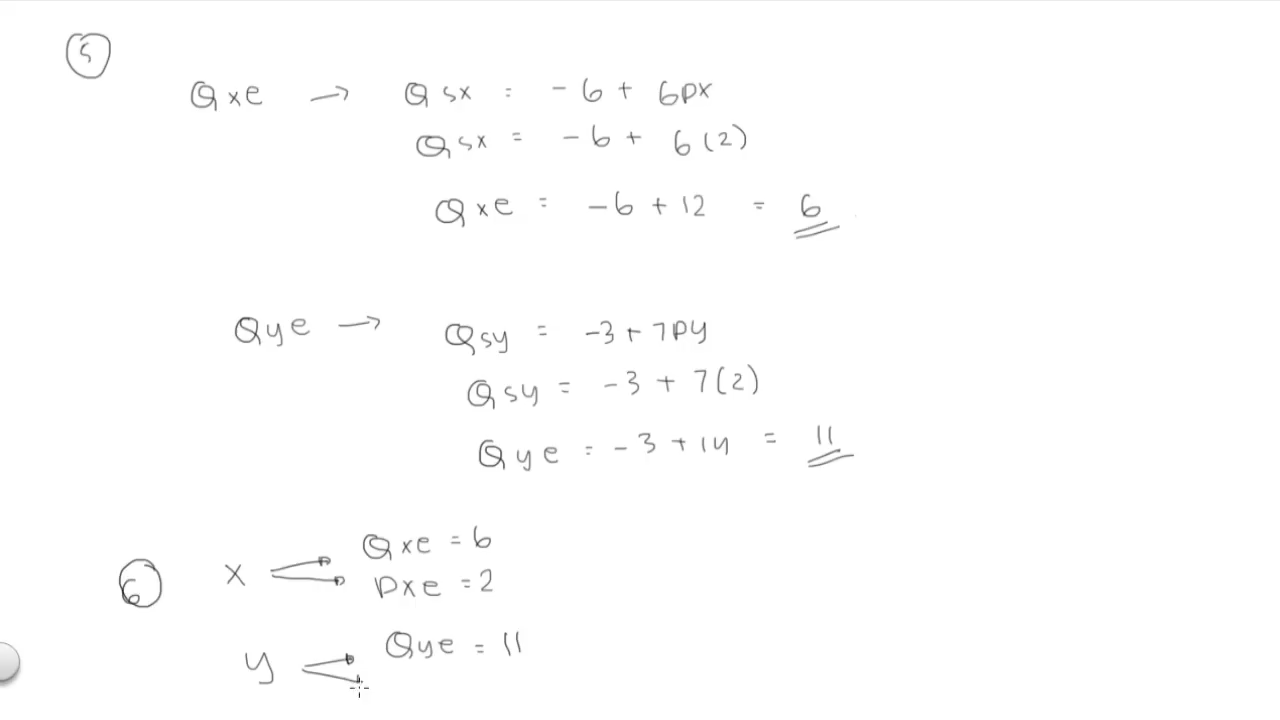 5
Qxe → Qsx = -6 + 6Px
Qsx = -6 + 6(2)
Qxe = -6 + 12 = 6
Qye → Qsy = -3 + 7Py
Qsy = -3 + 7(2)
Qye = -3 + 14 = 11
6
x Qxe = 6
Pxe = 2
y Qye = 11